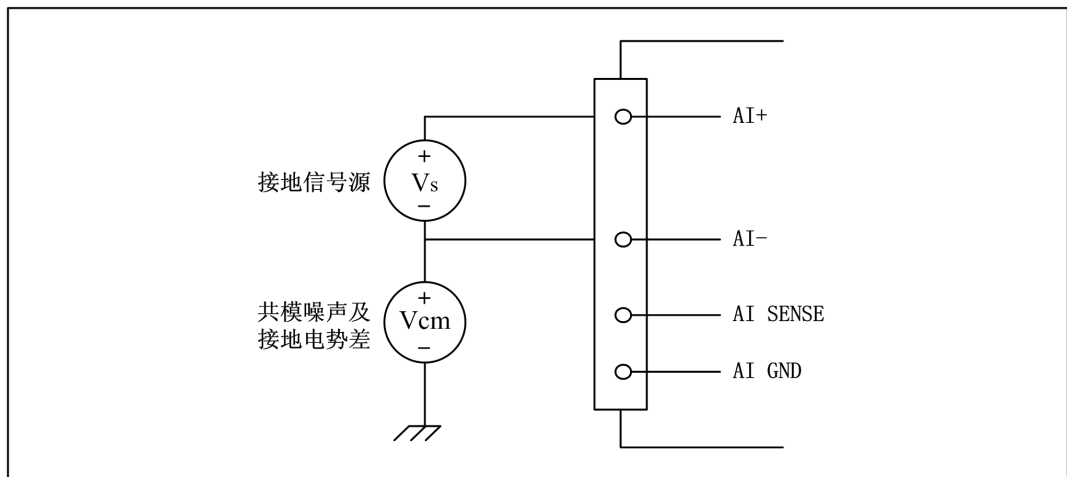 AI+
+
Vs
−
接地信号源
AI-
+
Vcm
−
共模噪声及
接地电势差
AI SENSE
AI GND